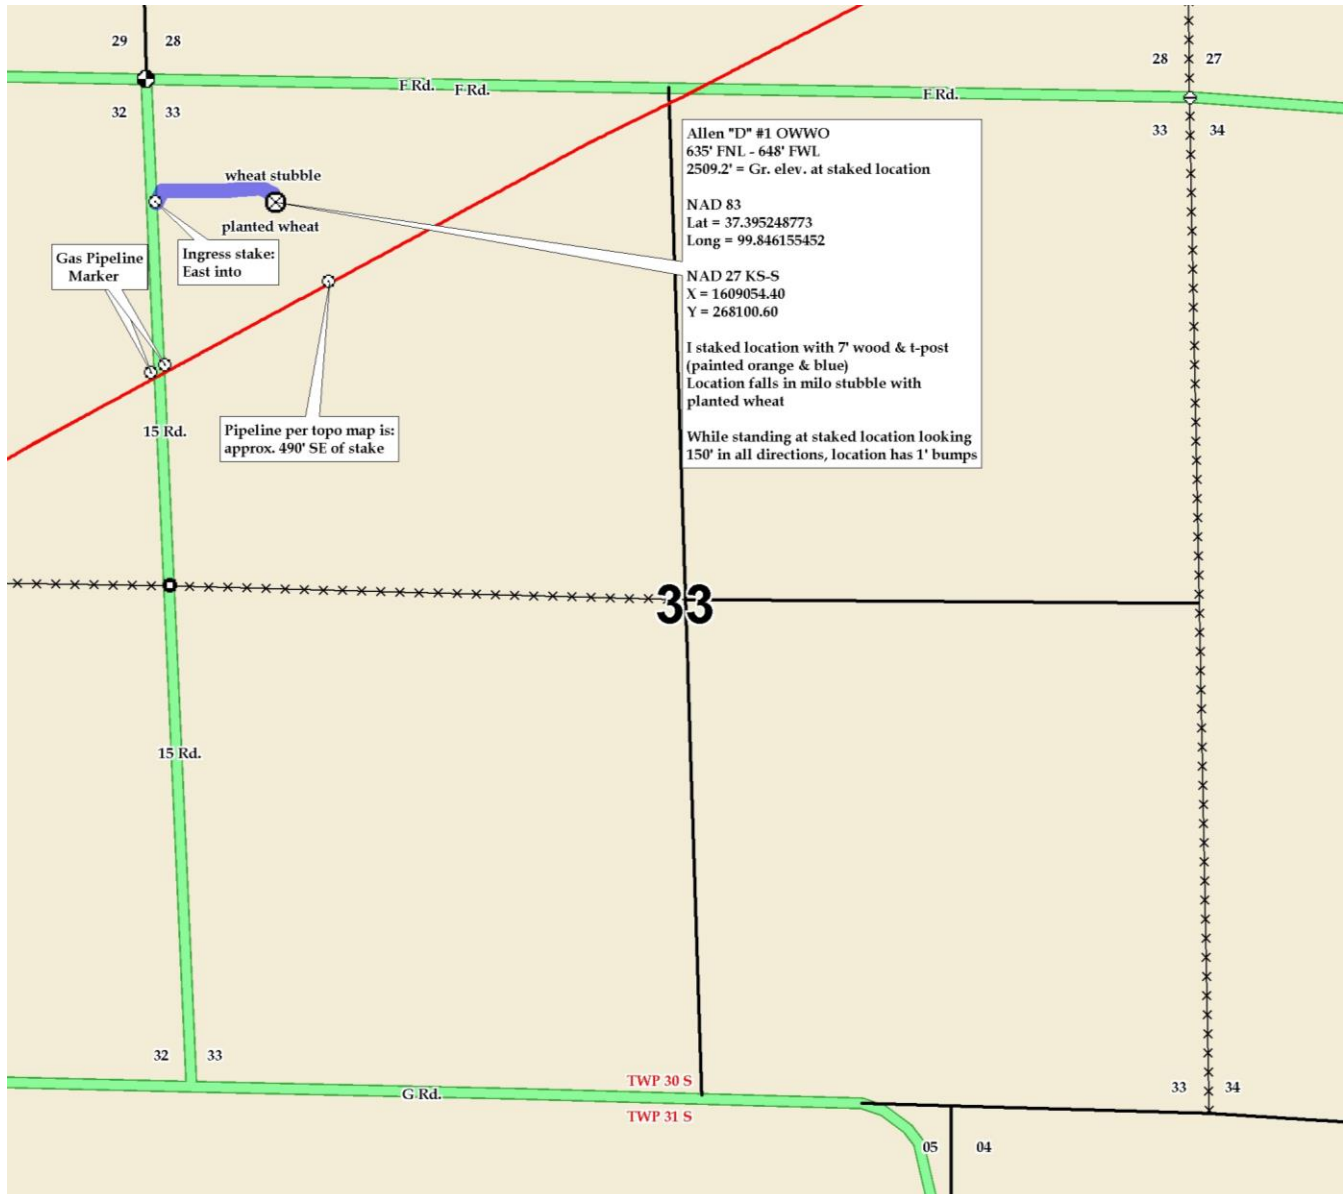 29 28
28 27
F Rd. F Rd.
F Rd.
32 33
33 34
Allen "D" #1 OWWO
635' FNL - 648' FWL
2509.2' = Gr. elev. at staked location
NAD 83
Lat = 37.395248773
Long = 99.846155452
NAD 27 KS-S
X = 1609054.40
Y = 268100.60
I staked location with 7' wood & t-post
(painted orange & blue)
Location falls in milo stubble with
planted wheat
While standing at staked location looking
150' in all directions, location has 1' bumps
wheat stubble
planted wheat
Ingress stake:
East into
Gas Pipeline
Marker
Pipeline per topo map is:
approx. 490' SE of stake
15 Rd.
33
15 Rd.
32 33
TWP 30 S
G Rd.
TWP 31 S
33 34
05 04